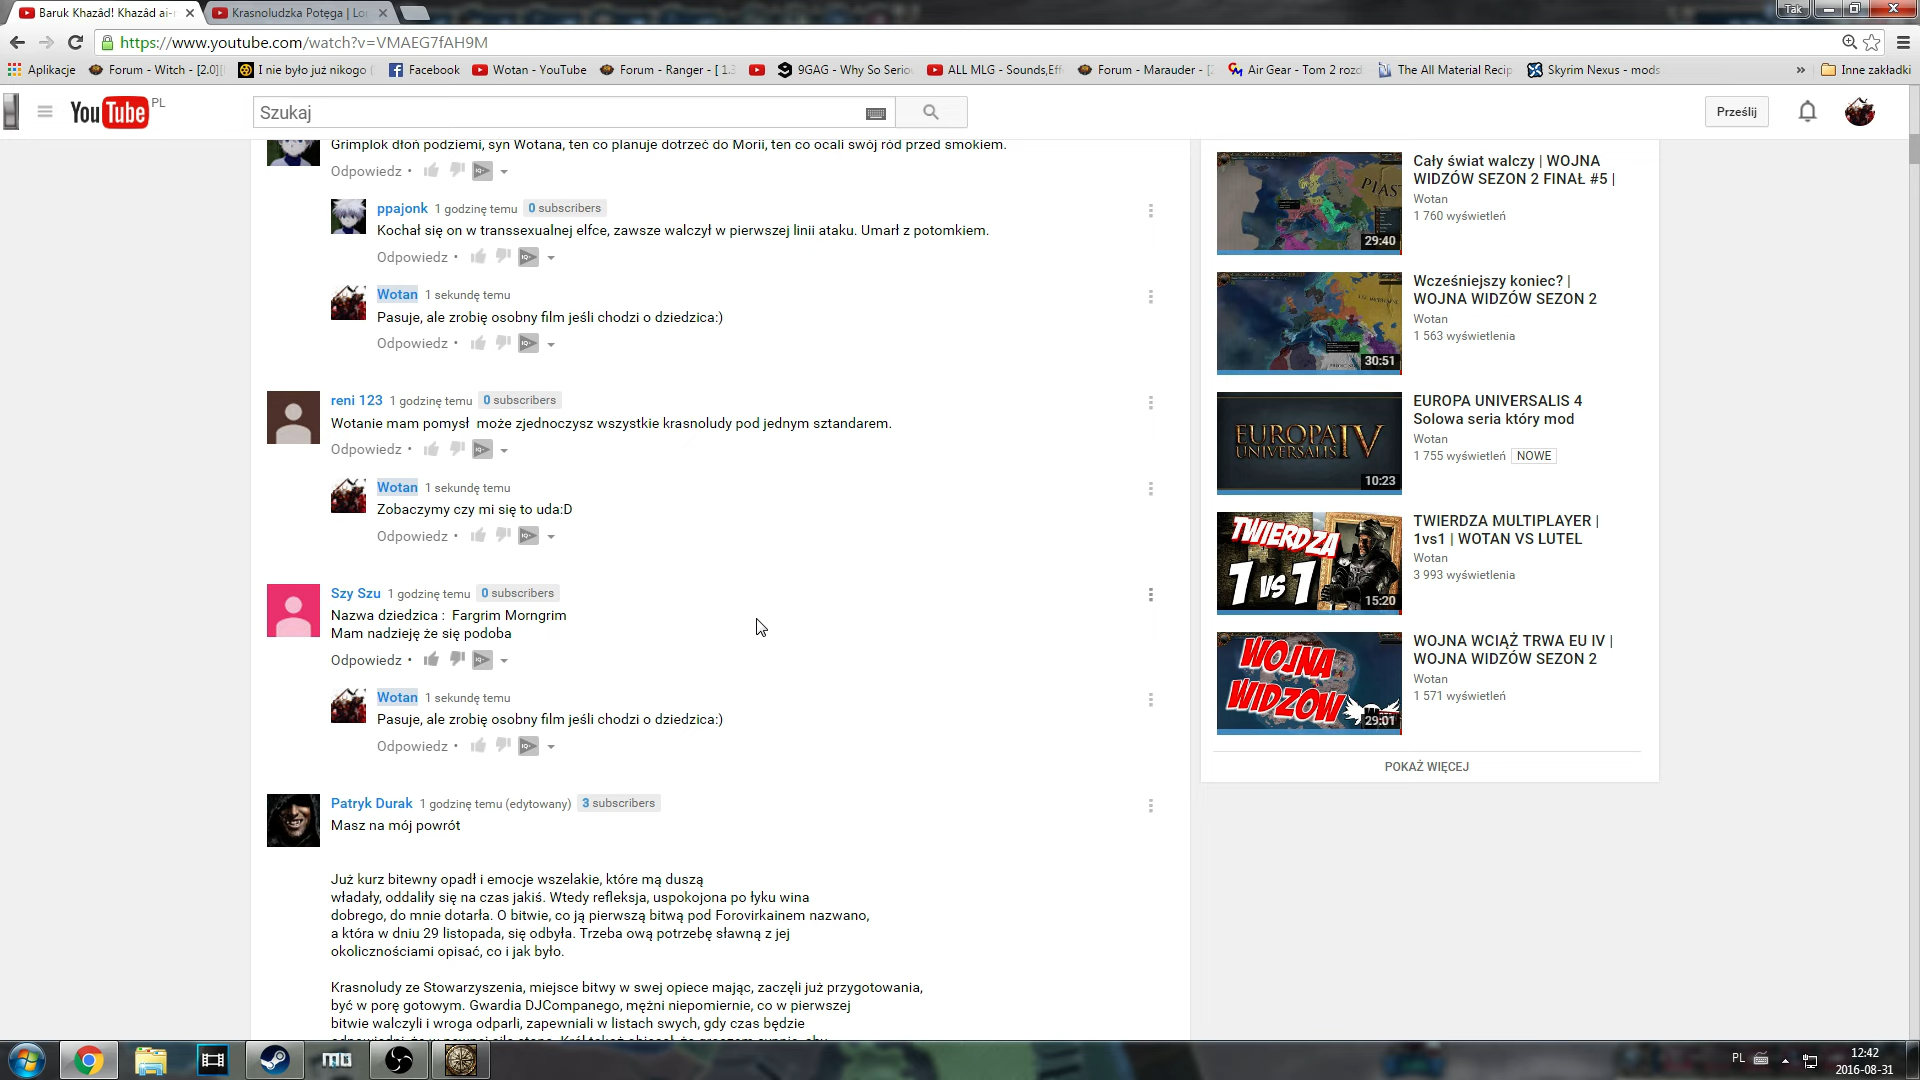 Baruk Khazâd! Khazâd ai-
Krasnoludzka Potęga | Lo
Tak
https://www.youtube.com/watch?v=VMAEG7fAH9M
Aplikacje
Forum - Witch - [2.0][
I nie było już nikogo (
Facebook
Wotan - YouTube
Forum - Ranger - [ 1.3
9GAG - Why So Seriou
ALL MLG - Sounds,Effe
Forum - Marauder - [2
Air Gear - Tom 2 rozd
The All Material Recip
Skyrim Nexus - mods
»
Inne zakładki
YouTube PL
Szukaj
Prześlij
Grimplok dłoń podziemi, syn Wotana, ten co planuje dotrzeć do Morii, ten co ocali swój ród przed smokiem.
Odpowiedz •
ppajonk 1 godzinę temu 0 subscribers
Kochał się on w transsexualnej elfce, zawsze walczył w pierwszej linii ataku. Umarł z potomkiem.
Odpowiedz •
Wotan 1 sekundę temu
Pasuje, ale zrobię osobny film jeśli chodzi o dziedzica:)
Odpowiedz •
reni 123 1 godzinę temu 0 subscribers
Wotanie mam pomysł  może zjednoczysz wszystkie krasnoludy pod jednym sztandarem.
Odpowiedz •
Wotan 1 sekundę temu
Zobaczymy czy mi się to uda:D
Odpowiedz •
Szy Szu 1 godzinę temu 0 subscribers
Nazwa dziedzica :  Fargrim Morngrim
Mam nadzieję że się podoba
Odpowiedz •
Wotan 1 sekundę temu
Pasuje, ale zrobię osobny film jeśli chodzi o dziedzica:)
Odpowiedz •
Patryk Durak 1 godzinę temu (edytowany) 3 subscribers
Masz na mój powrót
Już kurz bitewny opadł i emocje wszelakie, które mą duszą
władały, oddaliły się na czas jakiś. Wtedy refleksja, uspokojona po łyku wina
dobrego, do mnie dotarła. O bitwie, co ją pierwszą bitwą pod Forovirkainem nazwano,
a która w dniu 29 listopada, się odbyła. Trzeba ową potrzebę sławną z jej
okolicznościami opisać, co i jak było.
Krasnoludy ze Stowarzyszenia, miejsce bitwy w swej opiece mając, zaczęli już przygotowania,
być w porę gotowym. Gwardia DJCompanego, mężni niepomiernie, co w pierwszej
bitwie walczyli i wroga odparli, zapewniali w listach swych, gdy czas będzie
PIAS
29:40
Cały świat walczy | WOJNA
WIDZÓW SEZON 2 FINAŁ #5 |
Wotan
1 760 wyświetleń
30:51
Wcześniejszy koniec? |
WOJNA WIDZÓW SEZON 2
Wotan
1 563 wyświetlenia
EUROPA
UNIVERSALIS IV
10:23
EUROPA UNIVERSALIS 4
Solowa seria który mod
Wotan
1 755 wyświetleń NOWE
TWIERDZA
1 VS 1
15:20
TWIERDZA MULTIPLAYER |
1vs1 | WOTAN VS LUTEL
Wotan
3 993 wyświetlenia
WOJNA
WIDZOW
29:01
WOJNA WCIĄŻ TRWA EU IV |
WOJNA WIDZÓW SEZON 2
Wotan
1 571 wyświetleń
POKAŻ WIĘCEJ
PL
12:42
2016-08-31